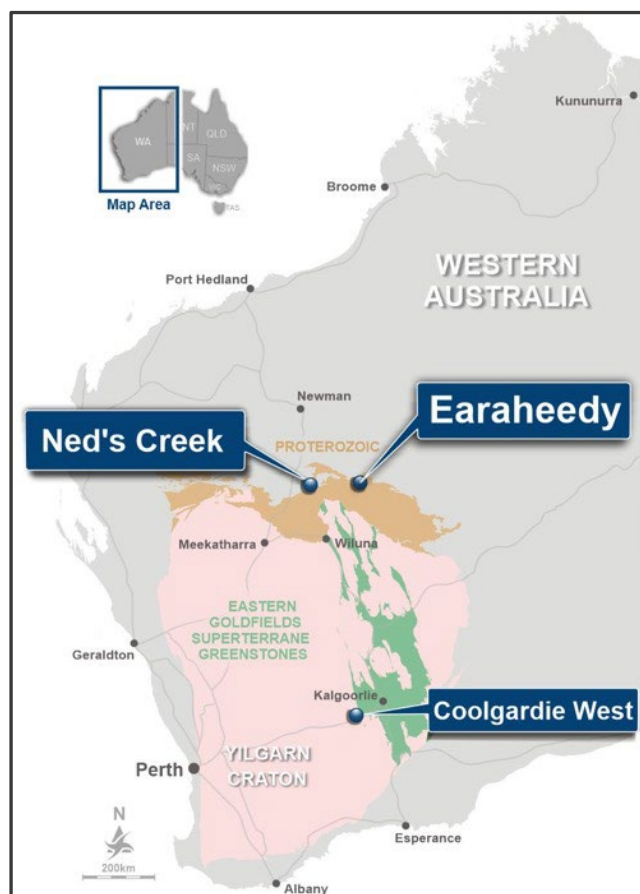 Kununurra
WA
NT
QLD
SA
NSW
VIC
TAS
Map Area
Broome
WESTERN
AUSTRALIA
Port Hedland
Newman
Earaheedy
Ned's Creek
PROTEROZOIC
Meekatharra
Wiluna
EASTERN
GOLDFIELDS
SUPERTERRANE
GREENSTONES
Geraldton
Kalgoorlie
Coolgardie West
YILGARN
CRATON
Perth
N
200km
Esperance
Albany